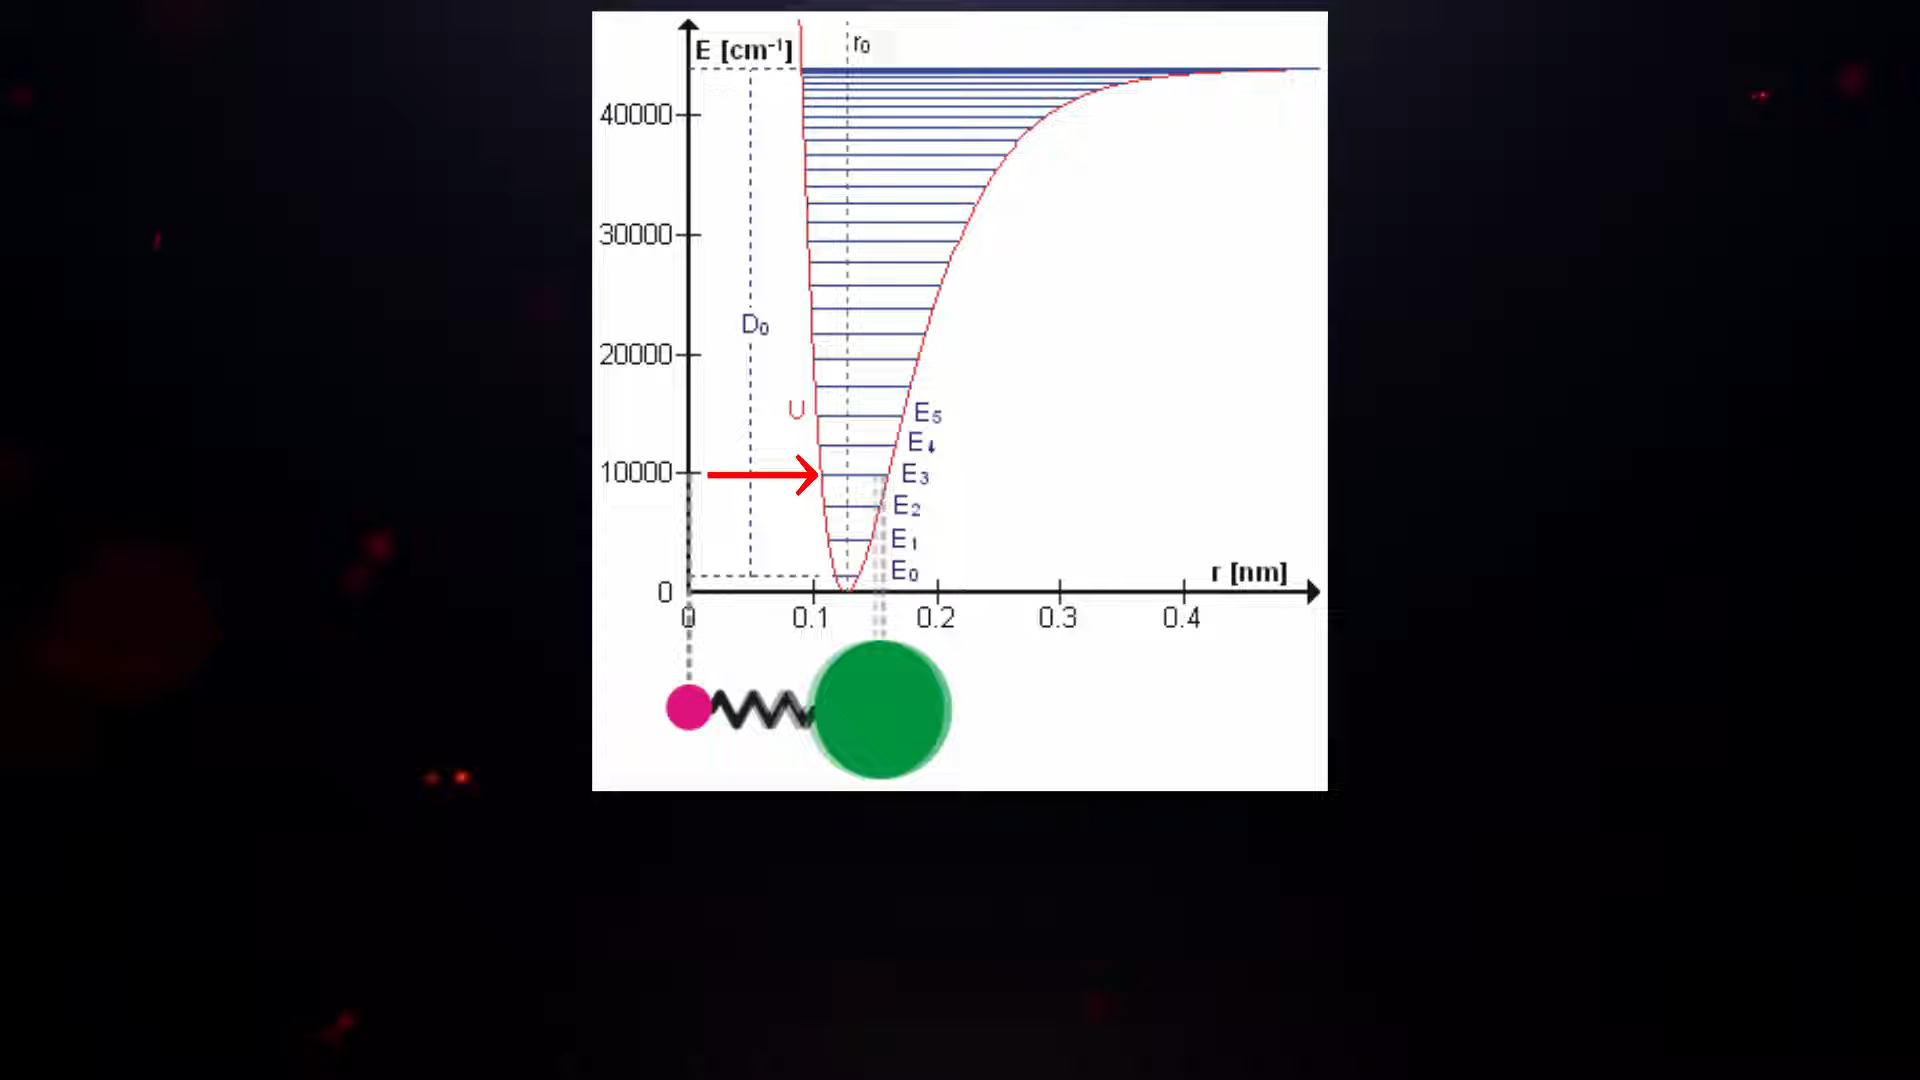 E [cm⁻¹]
r₀
40000
30000
D₀
20000
U
E₅
E₄
10000
E₃
E₂
E₁
E₀
r [nm]
0
0
0.1
0.2
0.3
0.4